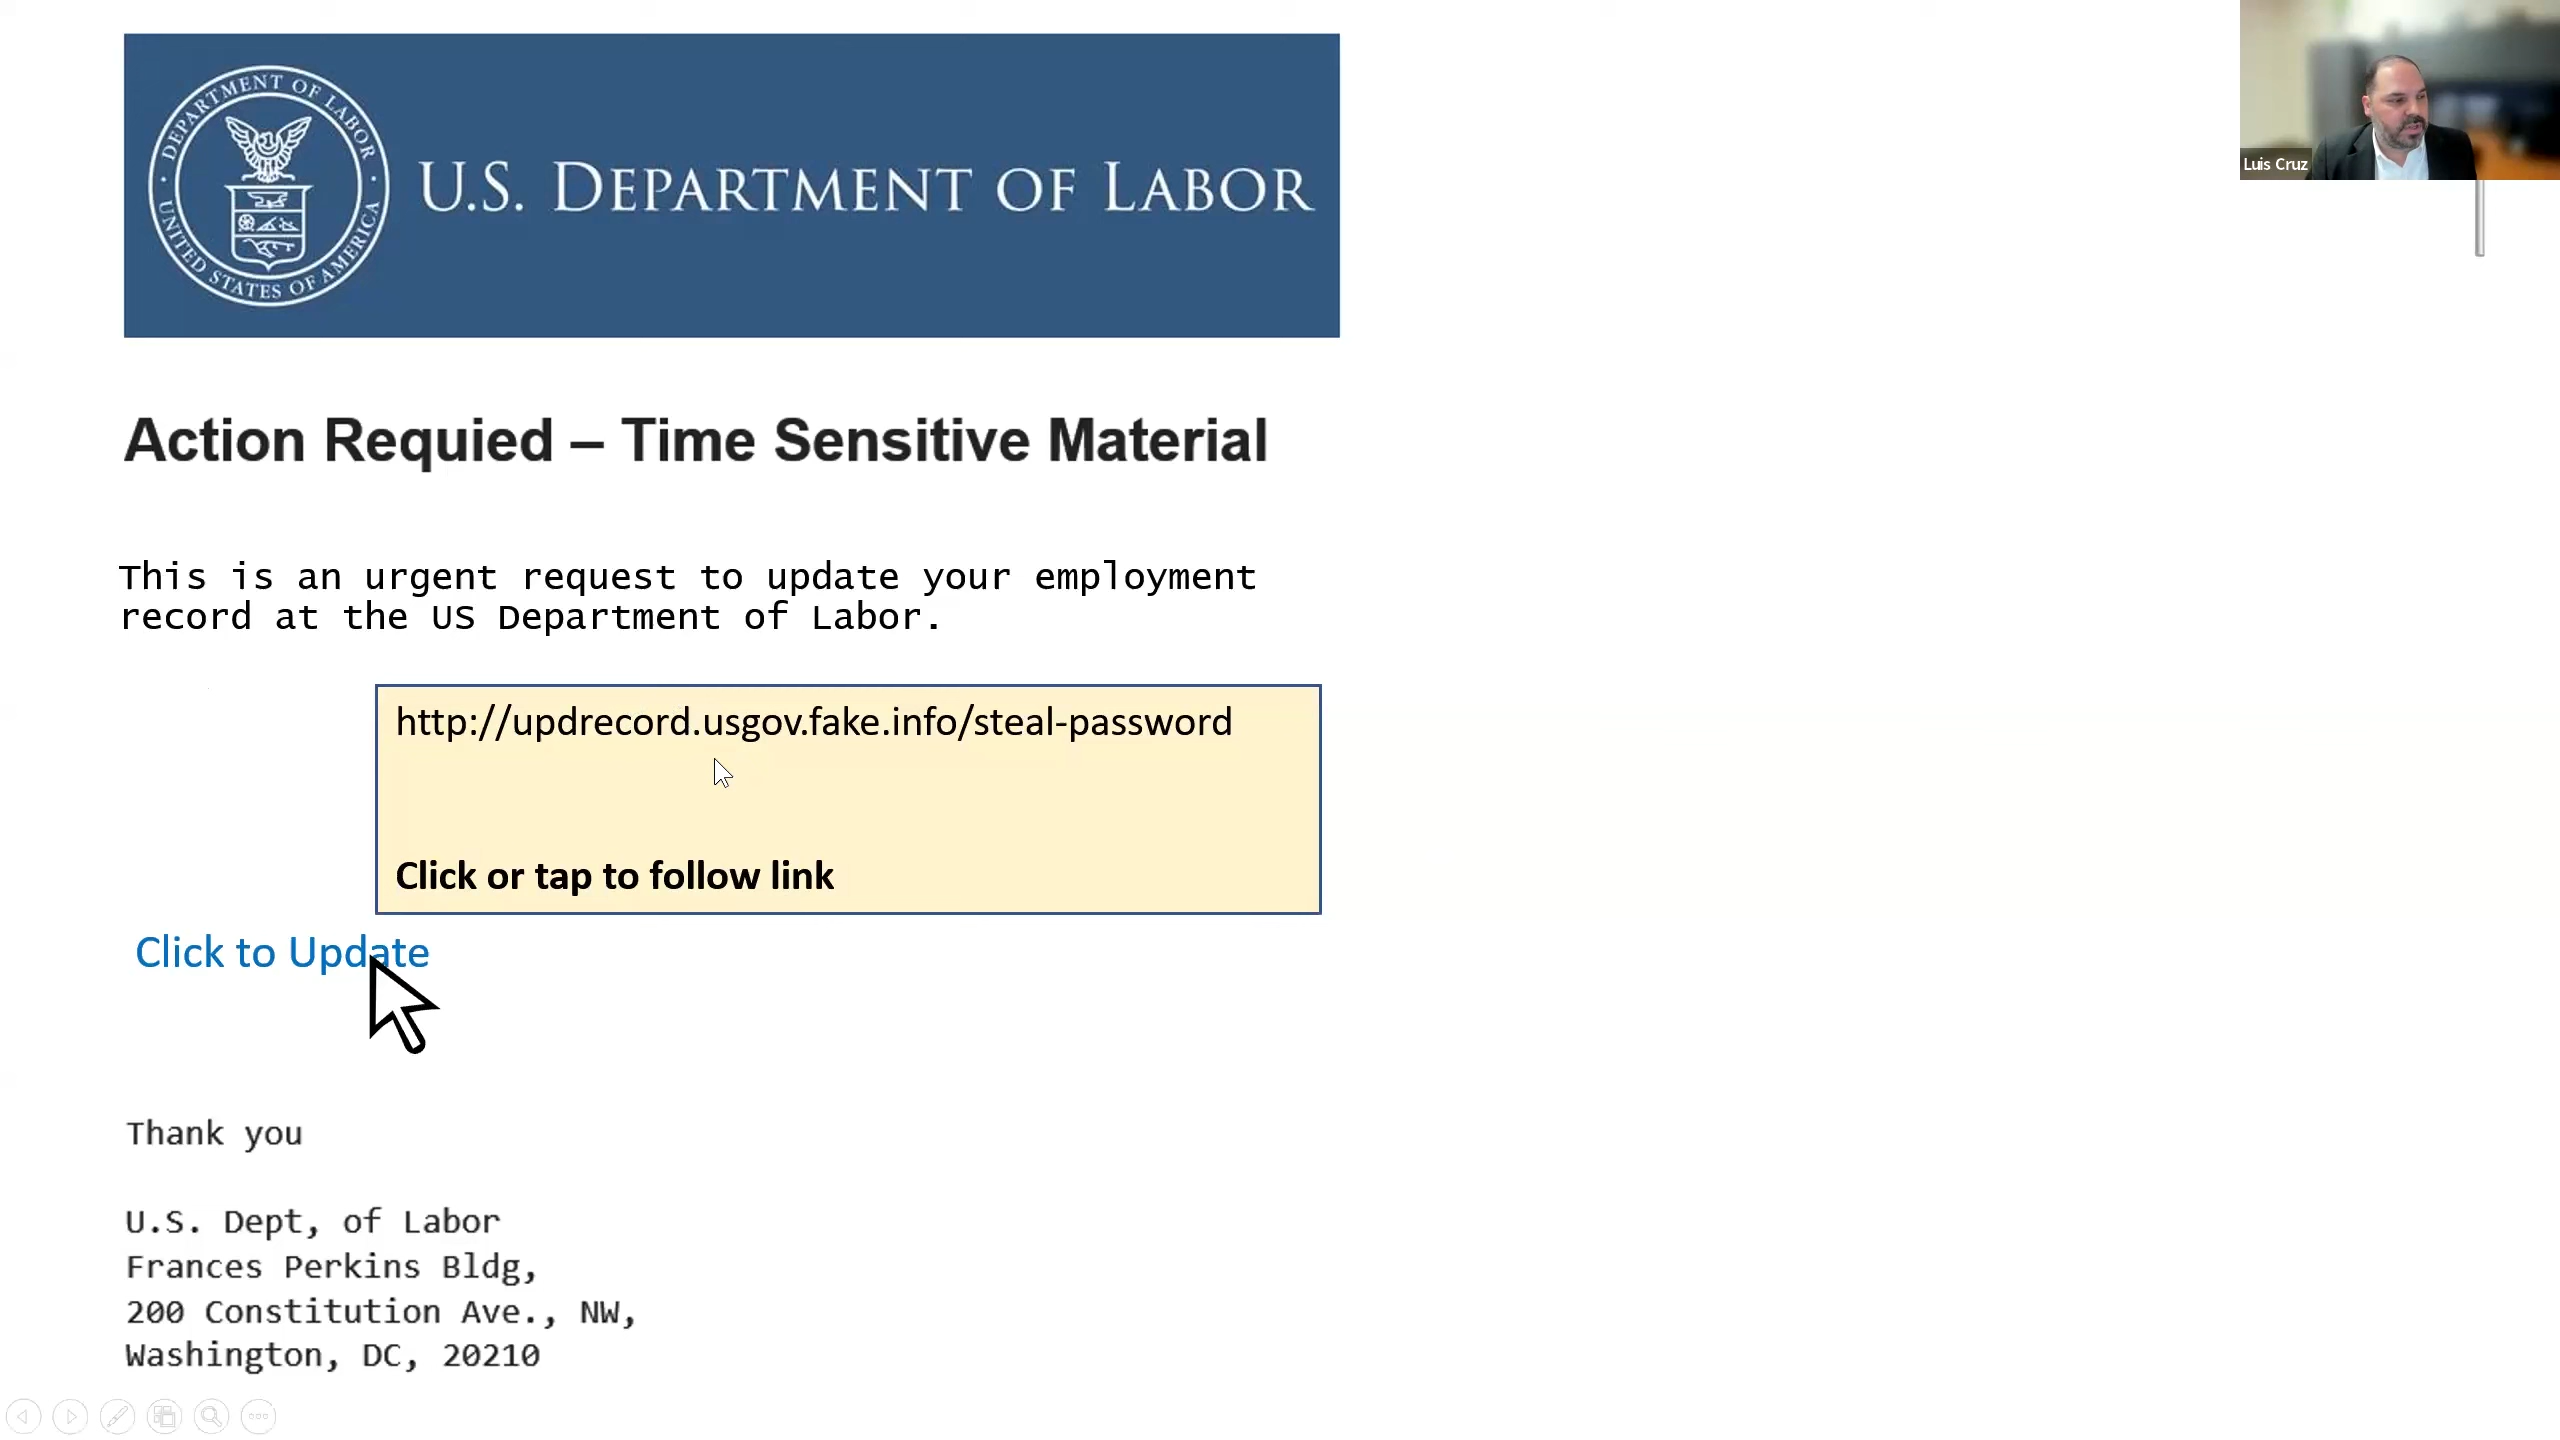 DEPARTMENT OF LABOR
UNITED STATES OF AMERICA
U.S. DEPARTMENT OF LABOR
Luis Cruz
Action Requied – Time Sensitive Material
This is an urgent request to update your employment
record at the US Department of Labor.
http://updrecord.usgov.fake.info/steal-password
Click or tap to follow link
Click to Update
Thank you
U.S. Dept, of Labor
Frances Perkins Bldg,
200 Constitution Ave., NW,
Washington, DC, 20210